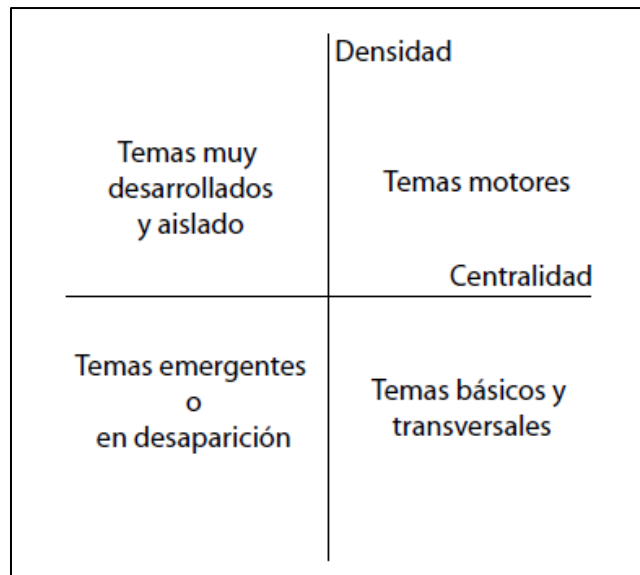 Densidad
Temas muy
desarrollados
y aislado
Temas motores
Centralidad
Temas emergentes
o
en desaparición
Temas básicos y
transversales